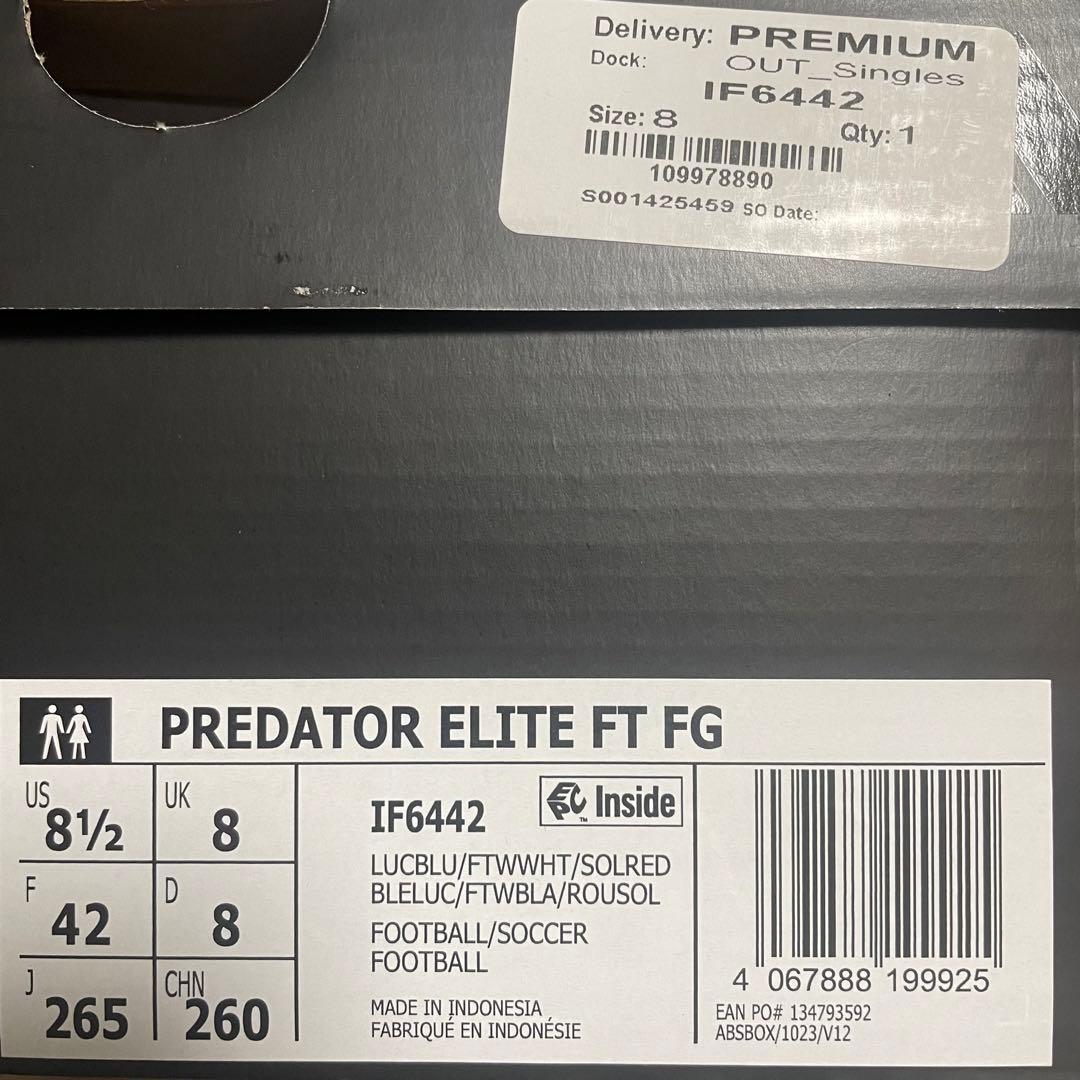 Delivery: PREMIUM
Dock: OUT_Singles
IF6442
Size: 8 Qty: 1
109978890
S001425459 SO Date:
PREDATOR ELITE FT FG
US 8½ UK 8
F 42 D 8
J 265 CHN 260
IF6442 EPC™ Inside
LUCBLU/FTWWHT/SOLRED
BLELUC/FTWBLA/ROUSOL
FOOTBALL/SOCCER
FOOTBALL
MADE IN INDONESIA
FABRIQUÉ EN INDONÉSIE
4 067888 199925
EAN PO# 134793592
ABSBOX/1023/V12